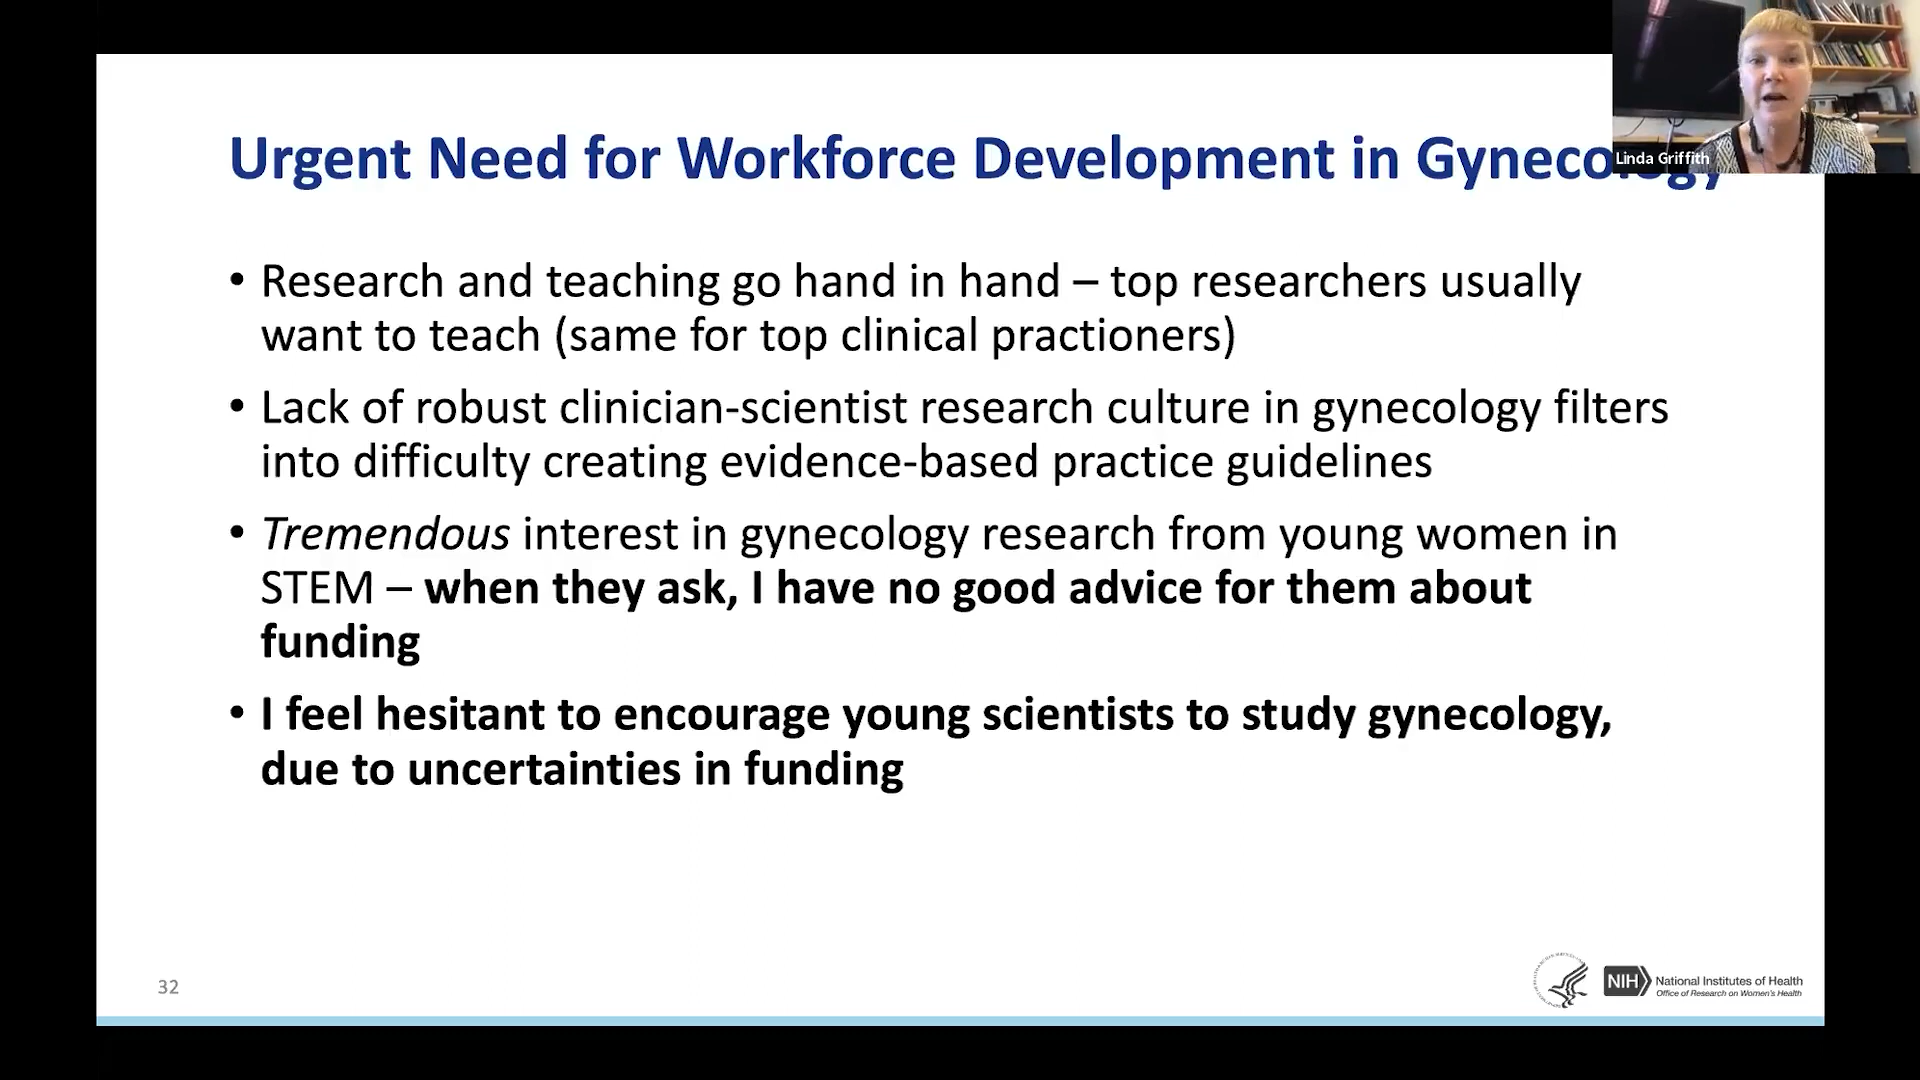 Urgent Need for Workforce Development in Gynecology
Linda Griffith
• Research and teaching go hand in hand – top researchers usually
want to teach (same for top clinical practioners)
• Lack of robust clinician-scientist research culture in gynecology filters
into difficulty creating evidence-based practice guidelines
• Tremendous interest in gynecology research from young women in
STEM – when they ask, I have no good advice for them about
funding
• I feel hesitant to encourage young scientists to study gynecology,
due to uncertainties in funding
32
NIH National Institutes of Health
Office of Research on Women's Health